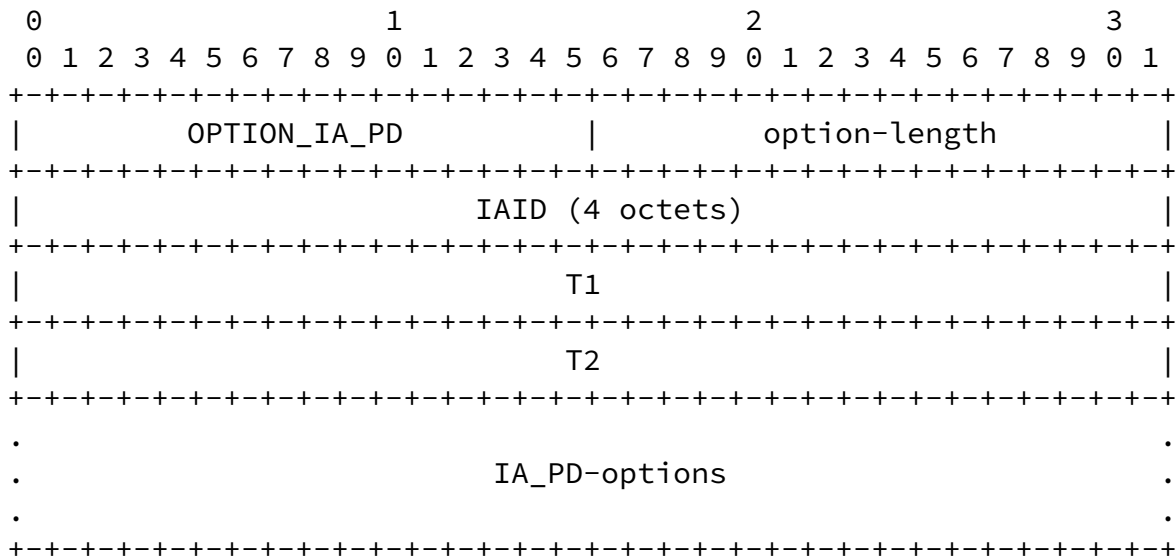 0                   1                   2                   3
 0 1 2 3 4 5 6 7 8 9 0 1 2 3 4 5 6 7 8 9 0 1 2 3 4 5 6 7 8 9 0 1
+-+-+-+-+-+-+-+-+-+-+-+-+-+-+-+-+-+-+-+-+-+-+-+-+-+-+-+-+-+-+-+-+
|         OPTION_IA_PD          |         option-length         |
+-+-+-+-+-+-+-+-+-+-+-+-+-+-+-+-+-+-+-+-+-+-+-+-+-+-+-+-+-+-+-+-+
|                         IAID (4 octets)                       |
+-+-+-+-+-+-+-+-+-+-+-+-+-+-+-+-+-+-+-+-+-+-+-+-+-+-+-+-+-+-+-+-+
|                              T1                               |
+-+-+-+-+-+-+-+-+-+-+-+-+-+-+-+-+-+-+-+-+-+-+-+-+-+-+-+-+-+-+-+-+
|                              T2                               |
+-+-+-+-+-+-+-+-+-+-+-+-+-+-+-+-+-+-+-+-+-+-+-+-+-+-+-+-+-+-+-+-+
.                                                               .
.                          IA_PD-options                        .
.                                                               .
+-+-+-+-+-+-+-+-+-+-+-+-+-+-+-+-+-+-+-+-+-+-+-+-+-+-+-+-+-+-+-+-+